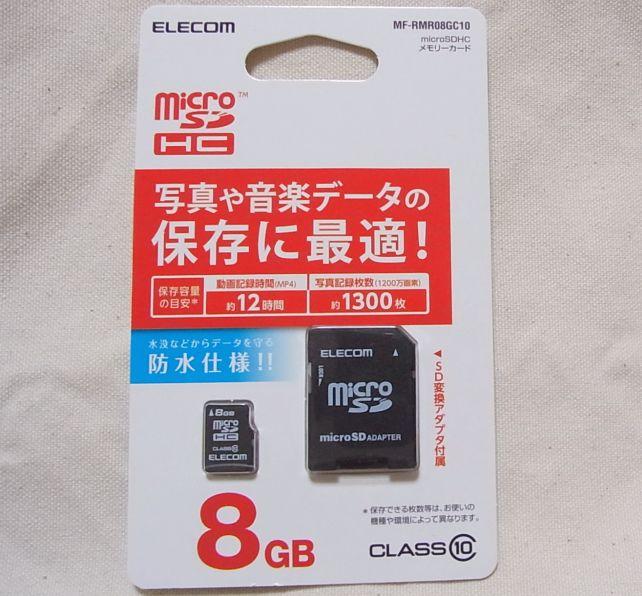 ELECOM
MF-RMR08GC10
microSDHC
メモリーカード
micro™
SD
HC
写真や音楽データの
保存に最適!
保存容量
の目安*
動画記録時間(MP4)
約12時間
写真記録枚数(1200万画素)
約1300枚
水没などからデータを守る
防水仕様!!
ELECOM
LOCK
micro
SD
microSD ADAPTER
◀SD変換アダプタ付属
8GB
micro
SD
HC
CLASS⑩
ELECOM
*保存できる枚数等は、お使いの
機種や環境によって異なります。
8GB
CLASS⑩